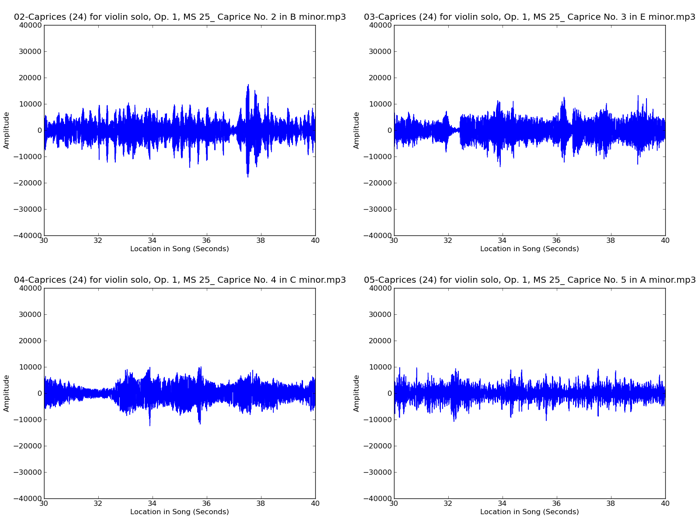 02-Caprices (24) for violin solo, Op. 1, MS 25_ Caprice No. 2 in B minor.mp3
40000
30000
20000
10000
0
−10000
−20000
−30000
−40000
Amplitude
30 32 34 36 38 40
Location in Song (Seconds)
03-Caprices (24) for violin solo, Op. 1, MS 25_ Caprice No. 3 in E minor.mp3
40000
30000
20000
10000
0
−10000
−20000
−30000
−40000
Amplitude
30 32 34 36 38 40
Location in Song (Seconds)
04-Caprices (24) for violin solo, Op. 1, MS 25_ Caprice No. 4 in C minor.mp3
40000
30000
20000
10000
0
−10000
−20000
−30000
−40000
Amplitude
30 32 34 36 38 40
Location in Song (Seconds)
05-Caprices (24) for violin solo, Op. 1, MS 25_ Caprice No. 5 in A minor.mp3
40000
30000
20000
10000
0
−10000
−20000
−30000
−40000
Amplitude
30 32 34 36 38 40
Location in Song (Seconds)